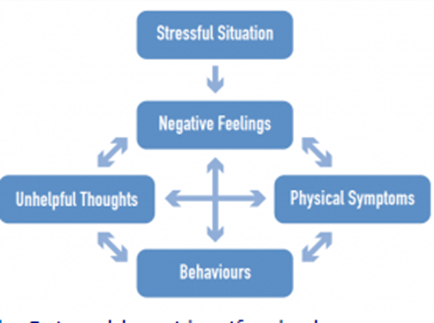 Stressful Situation
Negative Feelings
Unhelpful Thoughts
Physical Symptoms
Behaviours